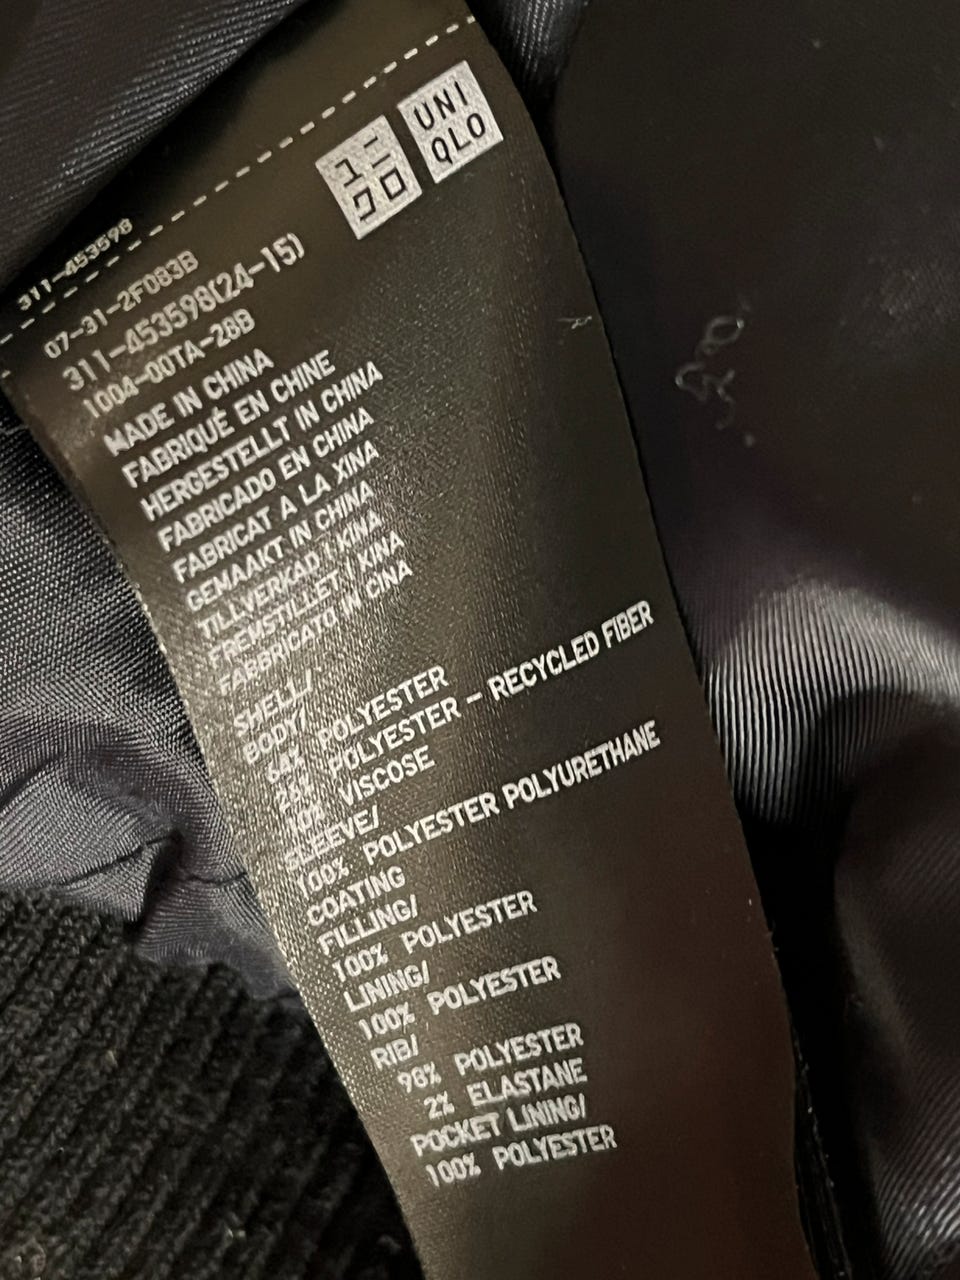 ユニ
クロ
UNI
QLO
311-453598
07-31-2F083B
311-453598(24-15)
1004-00TA-28B
MADE IN CHINA
FABRIQUÉ EN CHINE
HERGESTELLT IN CHINA
FABRICADO EN CHINA
FABRICAT A LA XINA
GEMAAKT IN CHINA
TILLVERKAD I KINA
FREMSTILLET I KINA
FABBRICATO IN CINA
SHELL/
BODY/
64% POLYESTER
26% POLYESTER - RECYCLED FIBER
10% VISCOSE
SLEEVE/
100% POLYESTER POLYURETHANE
COATING
FILLING/
100% POLYESTER
LINING/
100% POLYESTER
RIB/
98% POLYESTER
2% ELASTANE
POCKET LINING/
100% POLYESTER